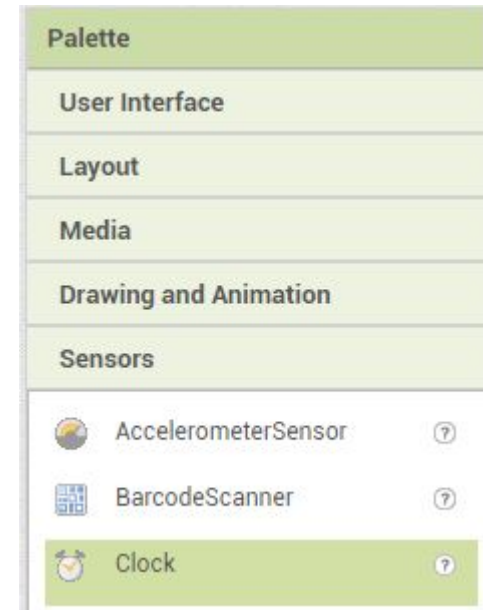 Palette
User Interface
Layout
Media
Drawing and Animation
Sensors
AccelerometerSensor ?
BarcodeScanner ?
Clock ?